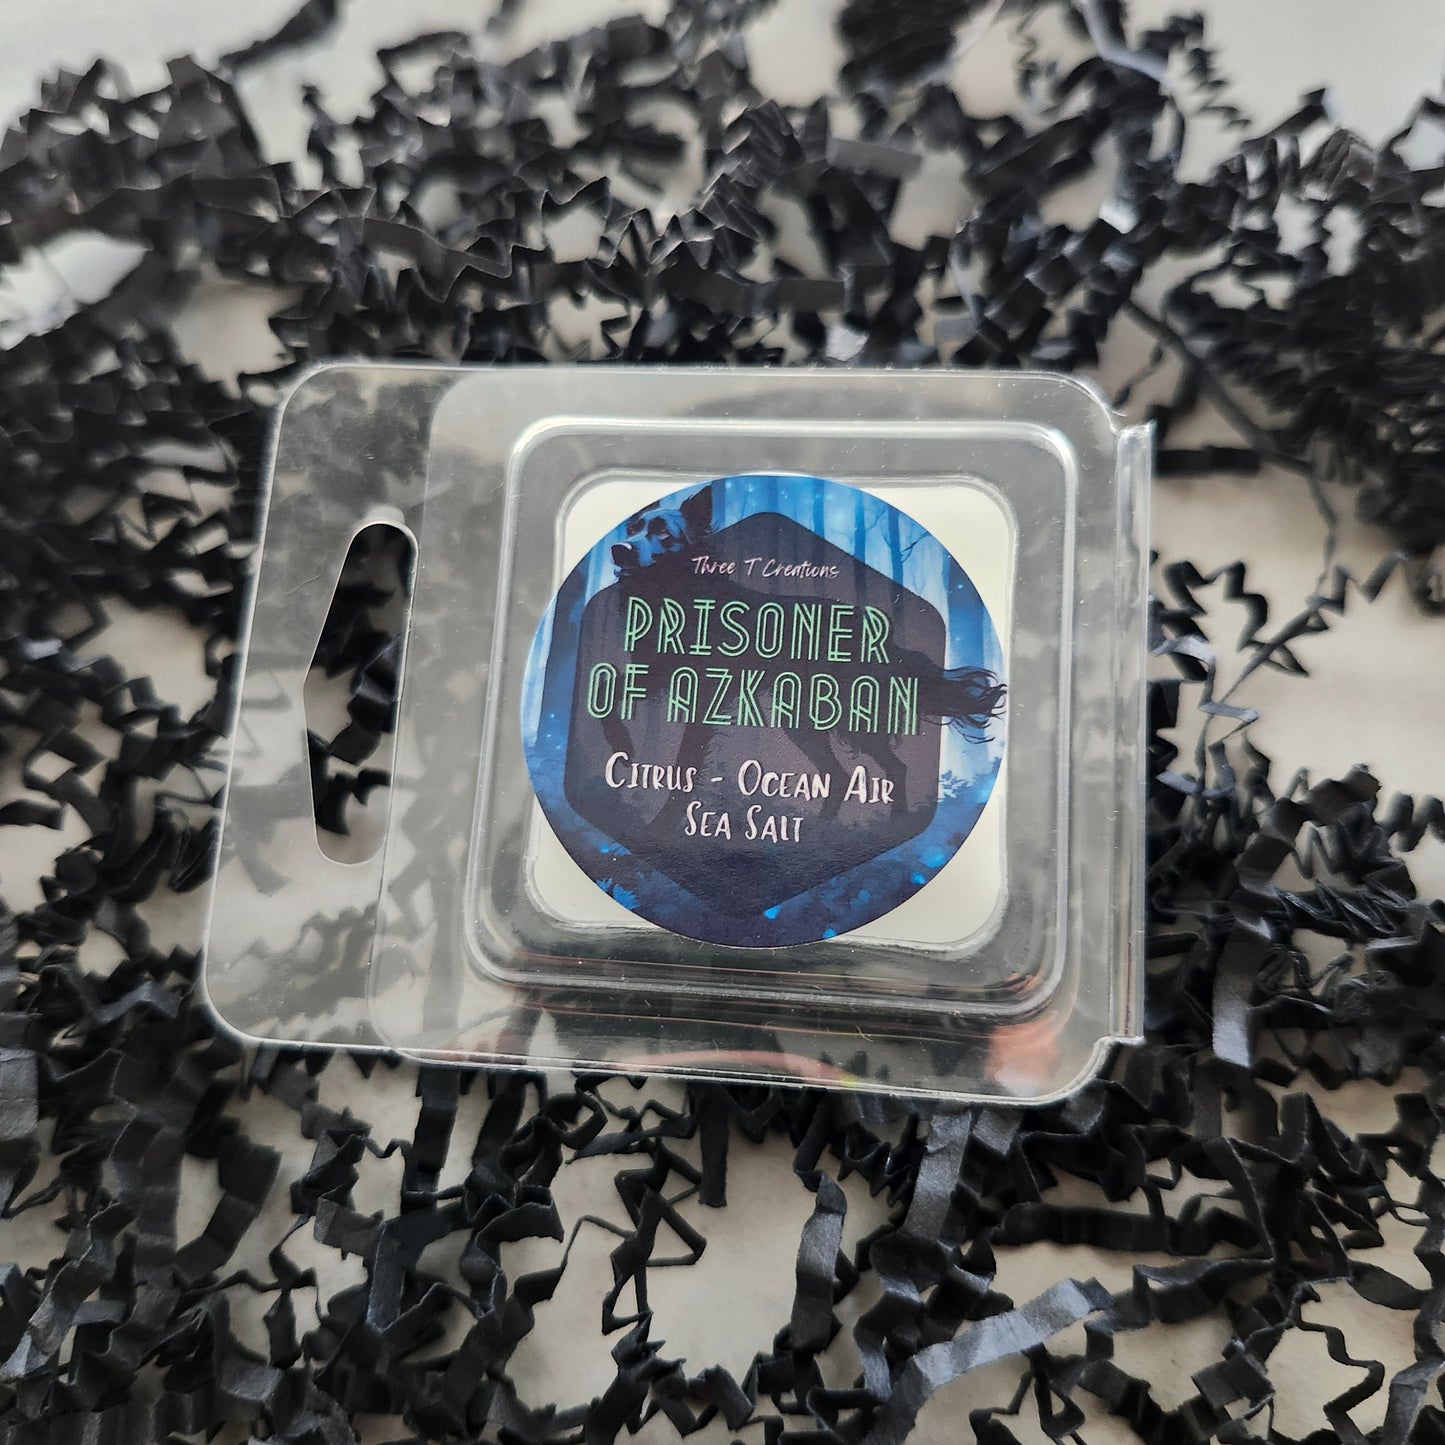 Three T Creations
PRISONER
OF AZKABAN
Citrus - Ocean Air
Sea Salt